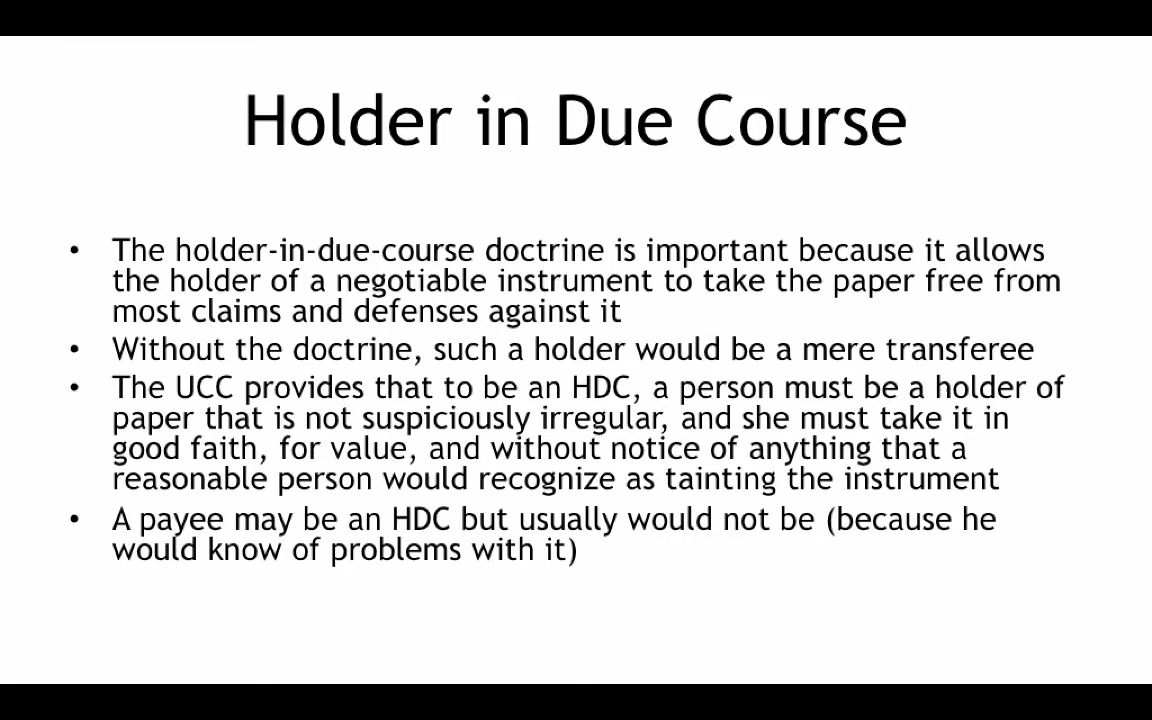 Holder in Due Course
• The holder-in-due-course doctrine is important because it allows
the holder of a negotiable instrument to take the paper free from
most claims and defenses against it
• Without the doctrine, such a holder would be a mere transferee
• The UCC provides that to be an HDC, a person must be a holder of
paper that is not suspiciously irregular, and she must take it in
good faith, for value, and without notice of anything that a
reasonable person would recognize as tainting the instrument
• A payee may be an HDC but usually would not be (because he
would know of problems with it)